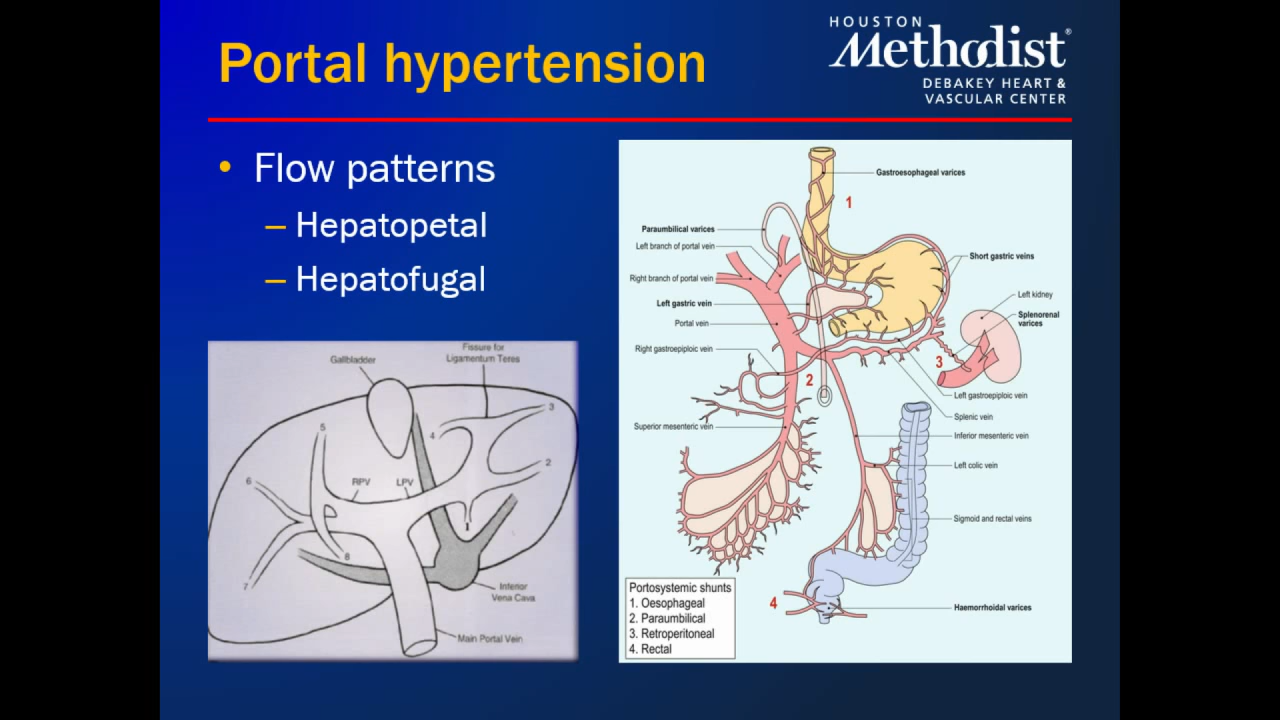 Portal hypertension
HOUSTON
Methodist®
DEBAKEY HEART &
VASCULAR CENTER
• Flow patterns
– Hepatopetal
– Hepatofugal
Gallbladder
Fissure for
Ligamentum Teres
3
5
4
2
6
RPV
LPV
1
8
7
Inferior
Vena Cava
Main Portal Vein
Gastroesophageal varices
1
Paraumbilical varices
Left branch of portal vein
Short gastric veins
Right branch of portal vein
Left kidney
Left gastric vein
Splenorenal
varices
Portal vein
Right gastroepiploic vein
3
2
Left gastroepiploic vein
Splenic vein
Superior mesenteric vein
Inferior mesenteric vein
Left colic vein
Sigmoid and rectal veins
Portosystemic shunts
1. Oesophageal
2. Paraumbilical
3. Retroperitoneal
4. Rectal
4
Haemorrhoidal varices